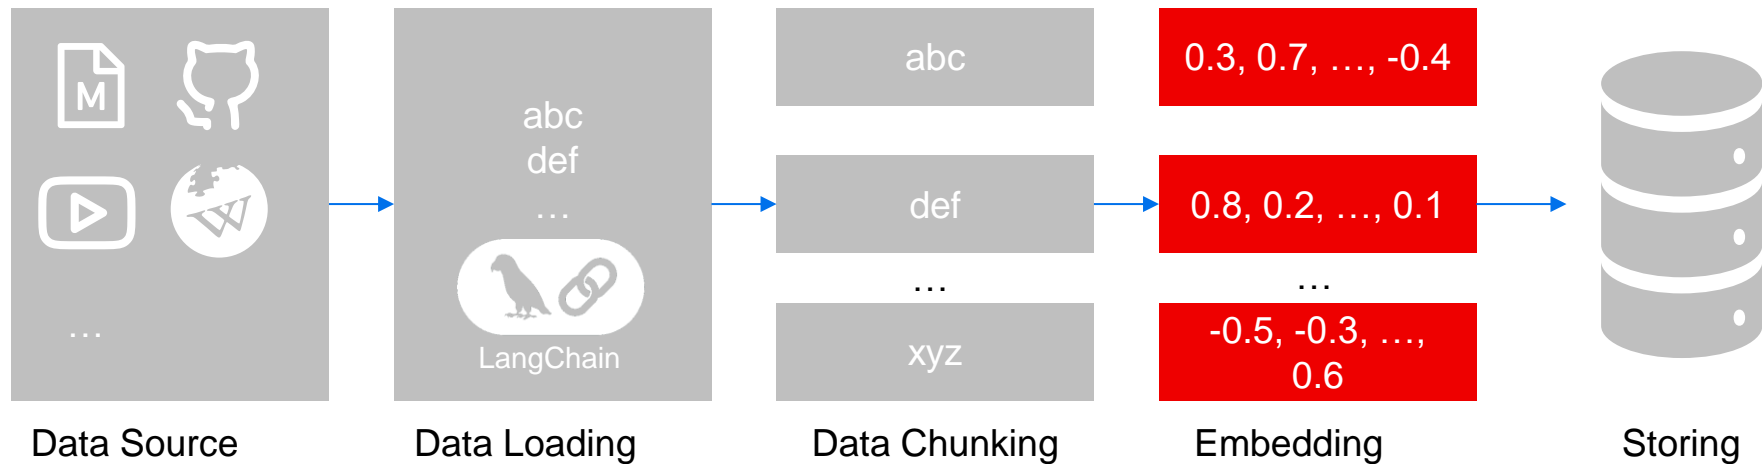 M
W
…
Data Source
abc
def
…
LangChain
Data Loading
abc
def
…
xyz
Data Chunking
0.3, 0.7, …, -0.4
0.8, 0.2, …, 0.1
…
-0.5, -0.3, …,
0.6
Embedding
Storing